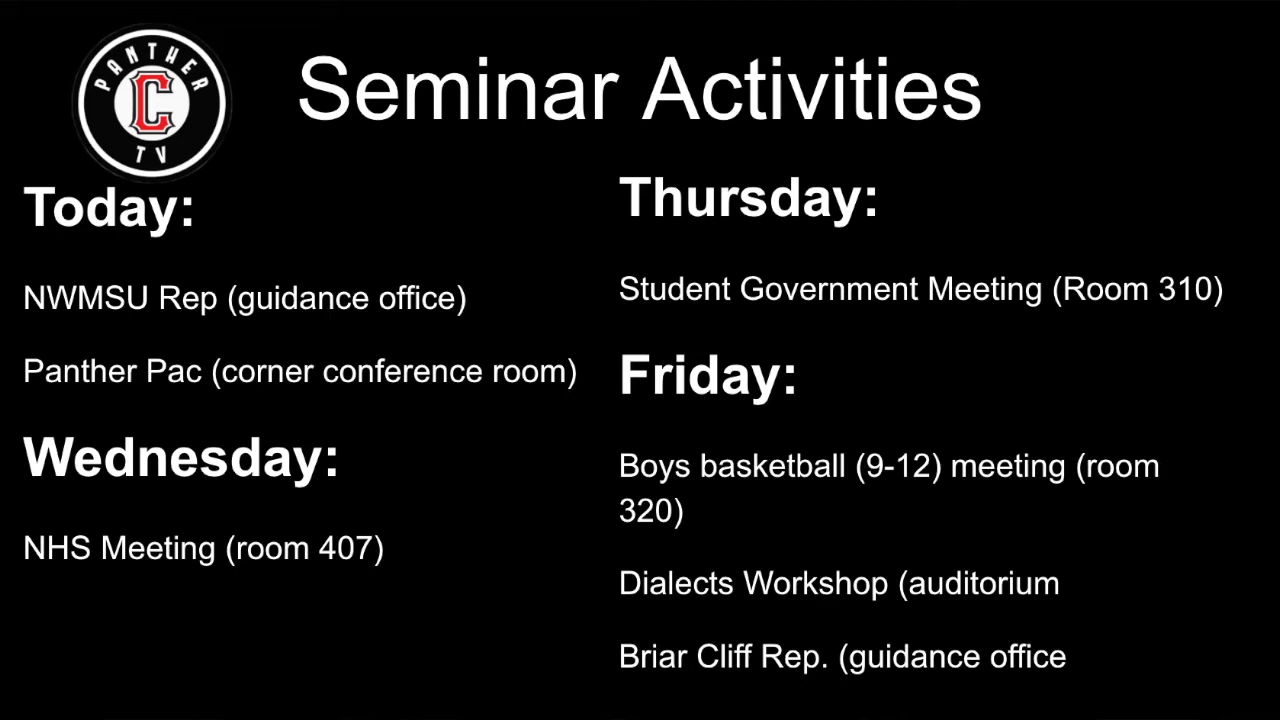 PANTHER
C
TV
Seminar Activities
Today:
NWMSU Rep (guidance office)
Panther Pac (corner conference room)
Wednesday:
NHS Meeting (room 407)
Thursday:
Student Government Meeting (Room 310)
Friday:
Boys basketball (9-12) meeting (room
320)
Dialects Workshop (auditorium
Briar Cliff Rep. (guidance office